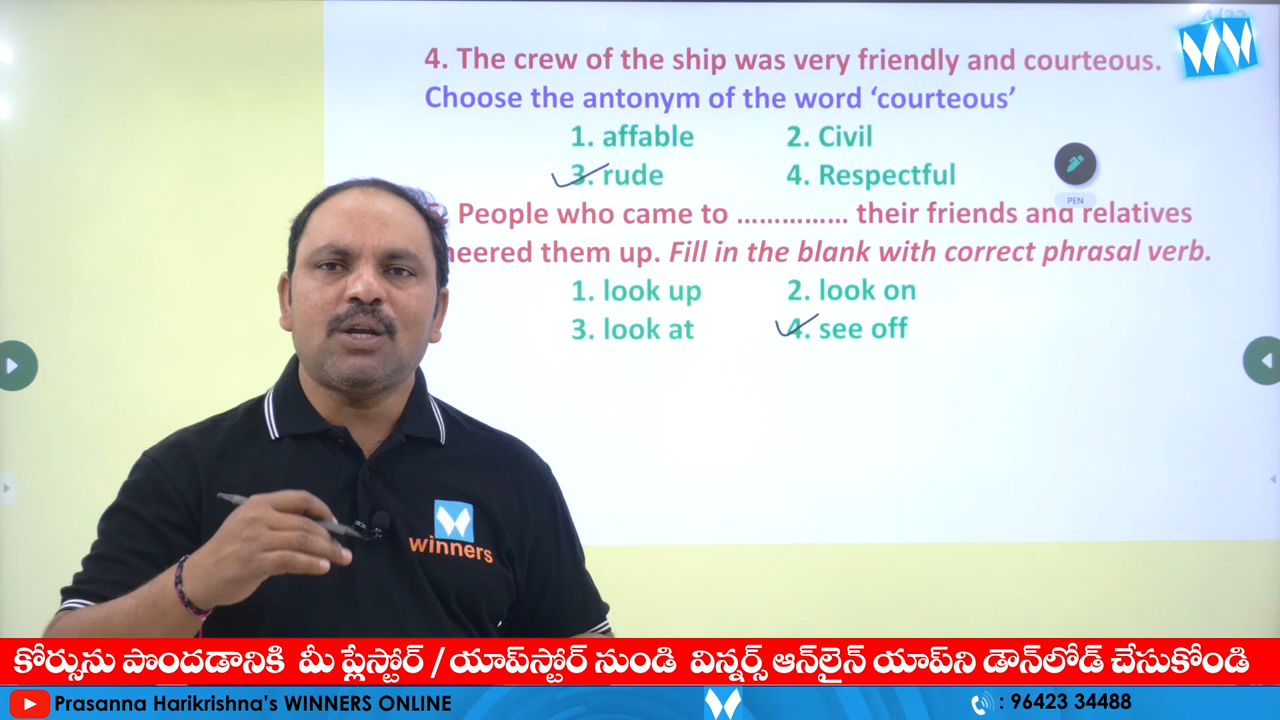 4. The crew of the ship was very friendly and courteous.
Choose the antonym of the word ‘courteous’
1. affable 2. Civil
3. rude 4. Respectful
PEN
People who came to …………… their friends and relatives
heered them up. Fill in the blank with correct phrasal verb.
1. look up 2. look on
3. look at 4. see off
winners
కోర్సును పొందడానికి మీ ప్లేస్టోర్ / యాప్‌స్టోర్ నుండి విన్నర్స్ ఆన్‌లైన్ యాప్‌ని డౌన్‌లోడ్ చేసుకోండి
Prasanna Harikrishna's WINNERS ONLINE : 96423 34488